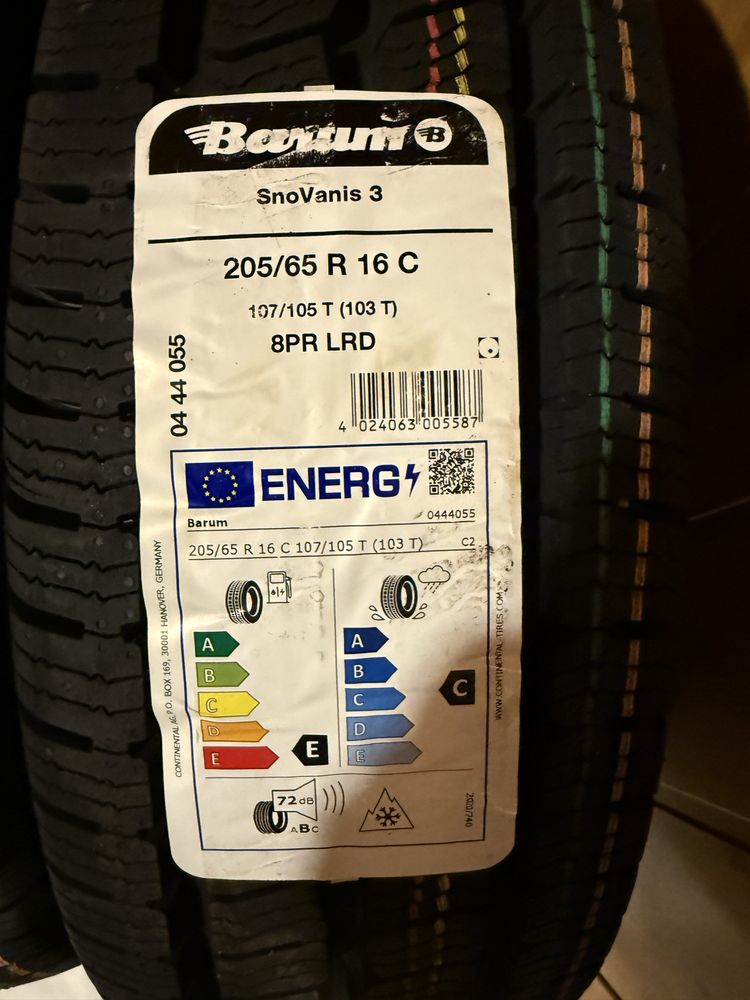 Barum B
SnoVanis 3
205/65 R 16 C
107/105 T (103 T)
8PR LRD
04 44 055
4 024063 005587
ENERG
Barum 0444055
205/65 R 16 C 107/105 T (103 T) C2
A
B
C
D
E
E
A
B
C
D
E
C
72dB
ABC
2020/740
CONTINENTAL AG, P.O. BOX 169, 30001 HANOVER, GERMANY
WWW.CONTINENTAL-TIRES.COM